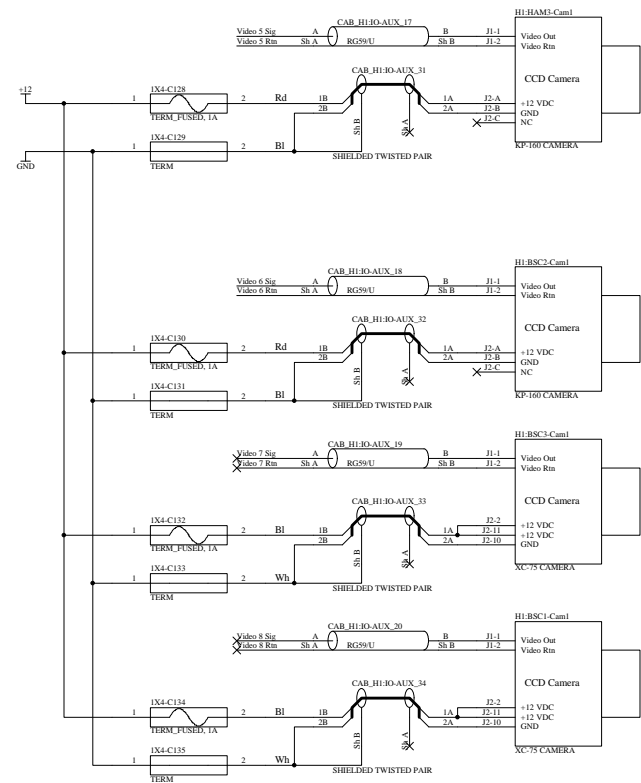 H1:HAM3-Cam1
CAB_H1:IO-AUX_17
Video 5 Sig A B J1-1 Video Out
Video 5 Rtn Sh A RG59/U Sh B J1-2 Video Rtn
CCD Camera
CAB_H1:IO-AUX_31
+12
1X4-C128
1 2 Rd 1B 1A J2-A +12 VDC
2B 2A J2-B GND
TERM_FUSED, 1A
J2-C NC
Sh B Sh A
1X4-C129
KP-160 CAMERA
1 2 Bl
SHIELDED TWISTED PAIR
GND
TERM
H1:BSC2-Cam1
CAB_H1:IO-AUX_18
Video 6 Sig A B J1-1 Video Out
Video 6 Rtn Sh A RG59/U Sh B J1-2 Video Rtn
CCD Camera
CAB_H1:IO-AUX_32
1X4-C130
1 2 Rd 1B 1A J2-A +12 VDC
2B 2A J2-B GND
TERM_FUSED, 1A
J2-C NC
Sh B Sh A
1X4-C131
KP-160 CAMERA
1 2 Bl
SHIELDED TWISTED PAIR
TERM
H1:BSC3-Cam1
CAB_H1:IO-AUX_19
Video 7 Sig A B J1-1 Video Out
Video 7 Rtn Sh A RG59/U Sh B J1-2 Video Rtn
CCD Camera
CAB_H1:IO-AUX_33
1X4-C132
J2-2 +12 VDC
1 2 Bl 1B 1A J2-11 +12 VDC
2B 2A J2-10 GND
TERM_FUSED, 1A
Sh B Sh A
1X4-C133
XC-75 CAMERA
1 2 Wh
SHIELDED TWISTED PAIR
TERM
H1:BSC1-Cam1
CAB_H1:IO-AUX_20
Video 8 Sig A B J1-1 Video Out
Video 8 Rtn Sh A RG59/U Sh B J1-2 Video Rtn
CCD Camera
CAB_H1:IO-AUX_34
1X4-C134
J2-2 +12 VDC
1 2 Bl 1B 1A J2-11 +12 VDC
2B 2A J2-10 GND
TERM_FUSED, 1A
Sh B Sh A
1X4-C135
XC-75 CAMERA
1 2 Wh
SHIELDED TWISTED PAIR
TERM